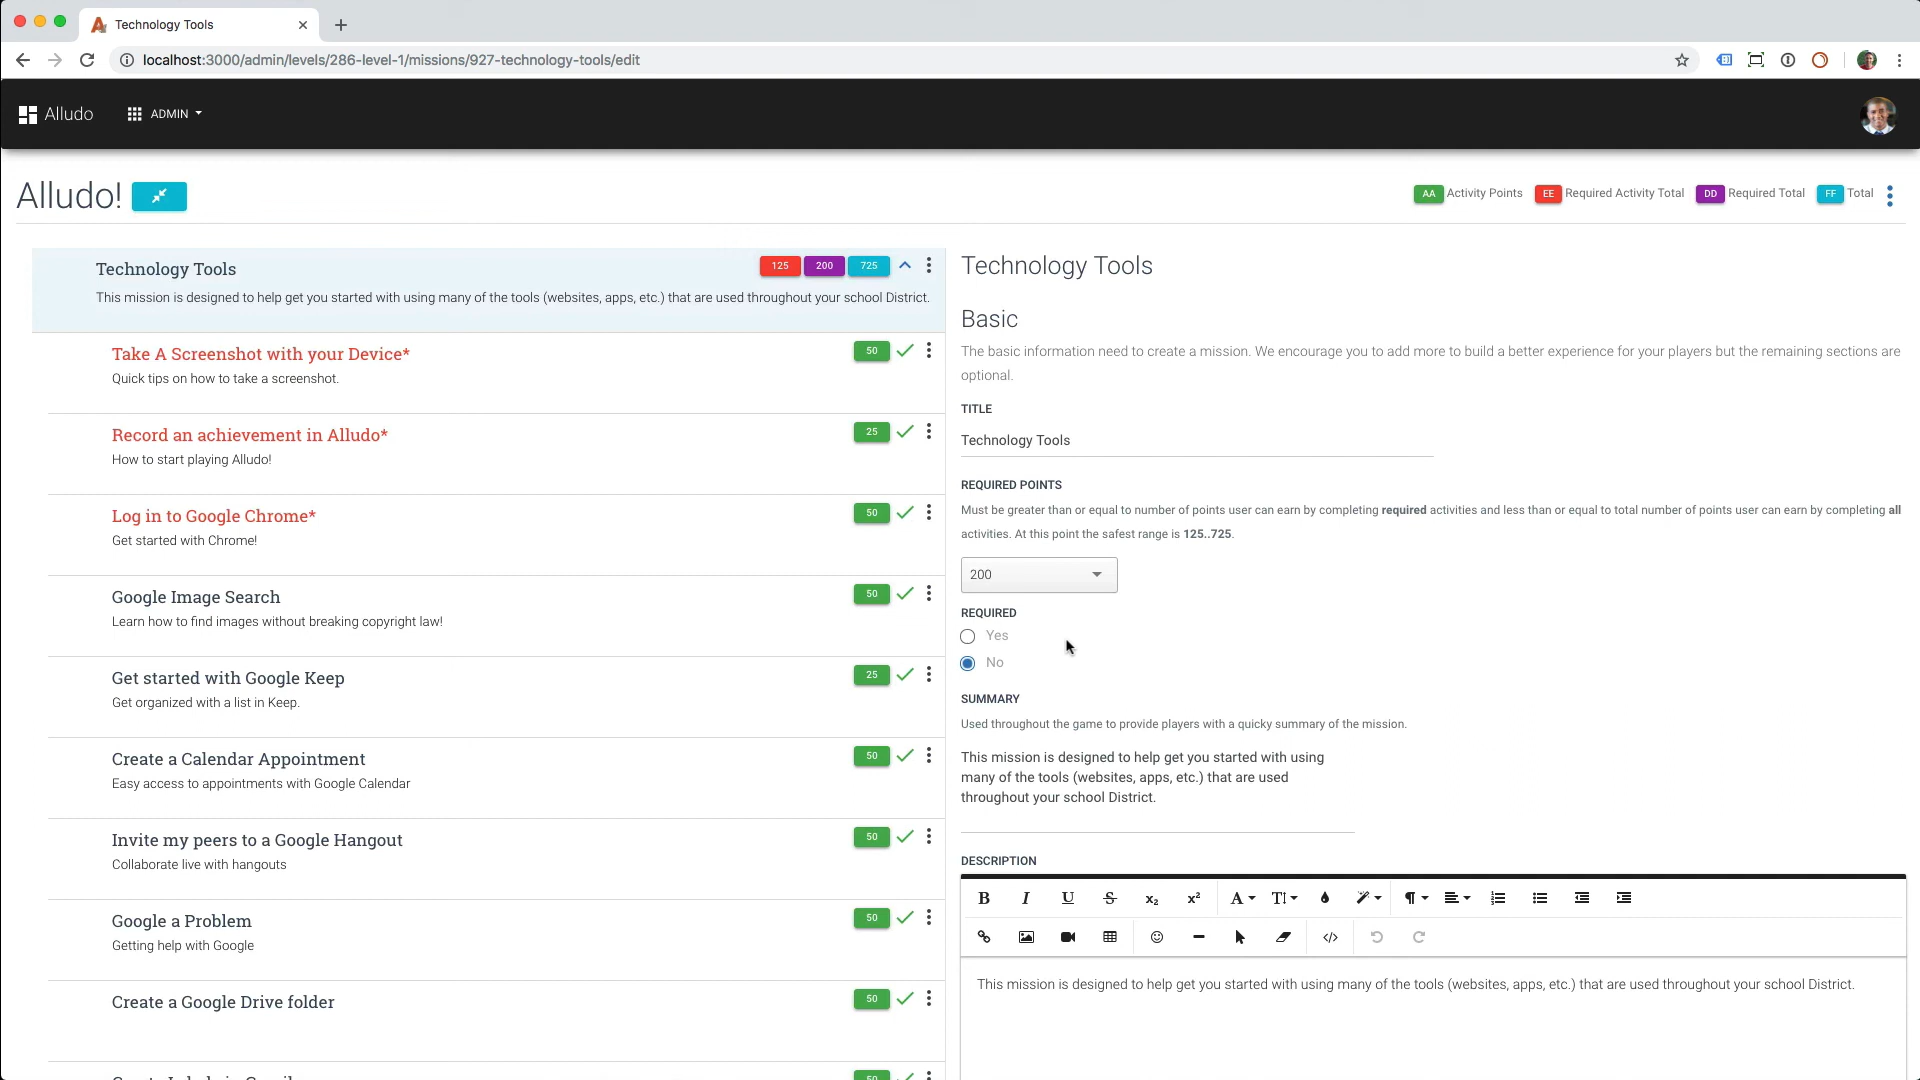 Technology Tools
localhost:3000/admin/levels/286-level-1/missions/927-technology-tools/edit
Alludo
ADMIN
Alludo!
AA Activity Points EE Required Activity Total DD Required Total FF Total
Technology Tools
125 200 725
This mission is designed to help get you started with using many of the tools (websites, apps, etc.) that are used throughout your school District.
Take A Screenshot with your Device*
50
Quick tips on how to take a screenshot.
Record an achievement in Alludo*
25
How to start playing Alludo!
Log in to Google Chrome*
50
Get started with Chrome!
Google Image Search
50
Learn how to find images without breaking copyright law!
Get started with Google Keep
25
Get organized with a list in Keep.
Create a Calendar Appointment
50
Easy access to appointments with Google Calendar
Invite my peers to a Google Hangout
50
Collaborate live with hangouts
Google a Problem
50
Getting help with Google
Create a Google Drive folder
50
50
Technology Tools
Basic
The basic information need to create a mission. We encourage you to add more to build a better experience for your players but the remaining sections are
optional.
TITLE
Technology Tools
REQUIRED POINTS
Must be greater than or equal to number of points user can earn by completing required activities and less than or equal to total number of points user can earn by completing all
activities. At this point the safest range is 125..725.
200
REQUIRED
Yes
No
SUMMARY
Used throughout the game to provide players with a quicky summary of the mission.
This mission is designed to help get you started with using
many of the tools (websites, apps, etc.) that are used
throughout your school District.
DESCRIPTION
This mission is designed to help get you started with using many of the tools (websites, apps, etc.) that are used throughout your school District.